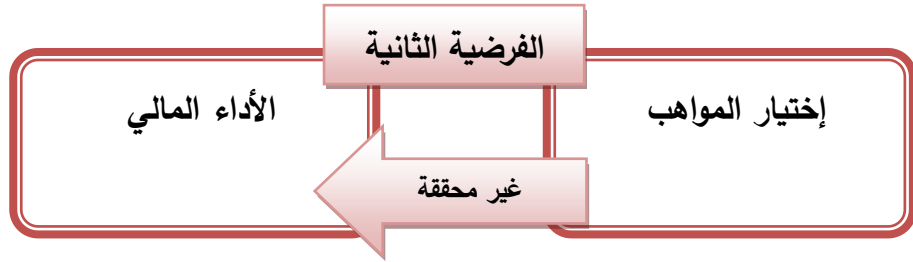 الفرضية الثانية
إختيار المواهب
الأداء المالي
غير محققة